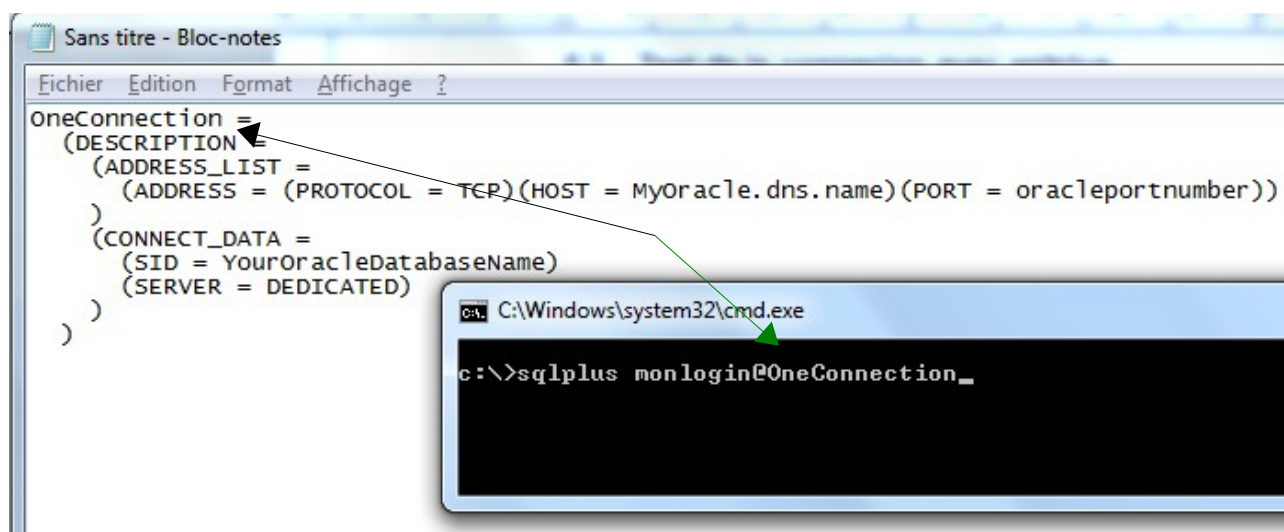 Sans titre - Bloc-notes
Fichier Edition Format Affichage ?
OneConnection =
(DESCRIPTION =
(ADDRESS_LIST =
(ADDRESS = (PROTOCOL = TCP)(HOST = MyOracle.dns.name)(PORT = oracleportnumber))
)
(CONNECT_DATA =
(SID = YourOracleDatabaseName)
(SERVER = DEDICATED)
)
)
C:\Windows\system32\cmd.exe
c:\>sqlplus monlogin@OneConnection_